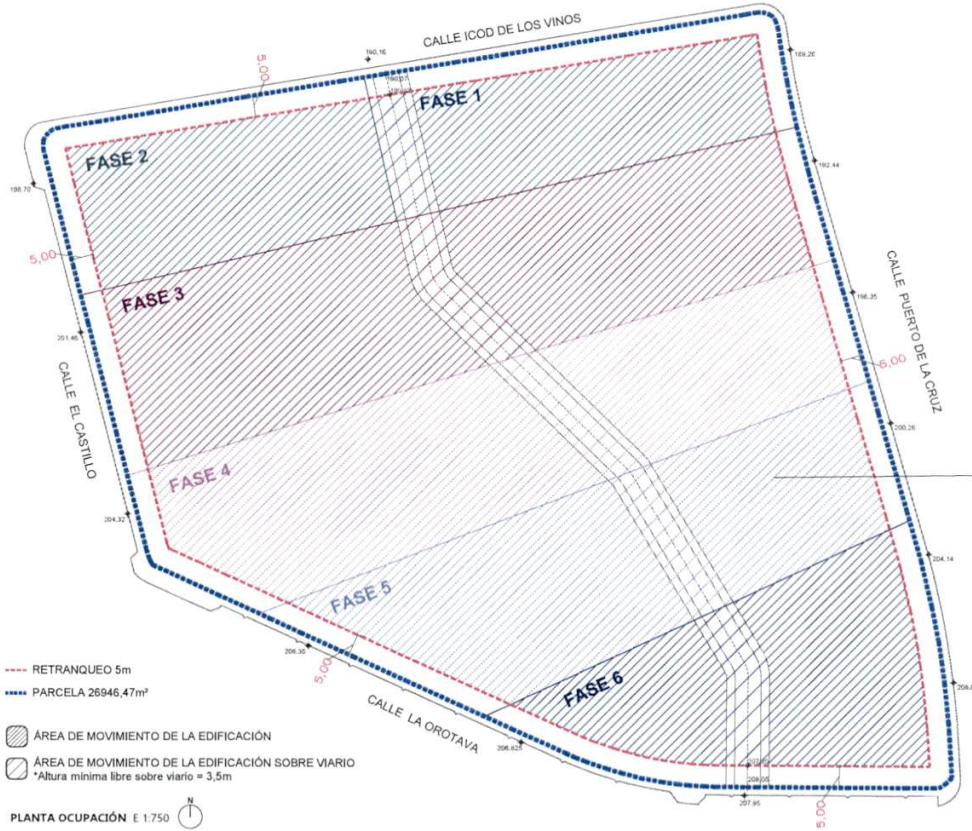 CALLE ICOD DE LOS VINOS
190,16
189,26
5,00
190,07
FASE 1
FASE 2
192,44
198,70
5,00
FASE 3
CALLE PUERTO DE LA CRUZ
196,35
201,46
5,00
CALLE EL CASTILLO
200,26
FASE 4
204,32
204,14
FASE 5
206,35
5,00
FASE 6
RETRANQUEO 5m
PARCELA 26946,47m²
CALLE LA OROTAVA
206,625
ÁREA DE MOVIMIENTO DE LA EDIFICACIÓN
ÁREA DE MOVIMIENTO DE LA EDIFICACIÓN SOBRE VIARIO
*Altura mínima libre sobre viario = 3,5m
208,05
207,95
5,00
N
PLANTA OCUPACIÓN E 1:750